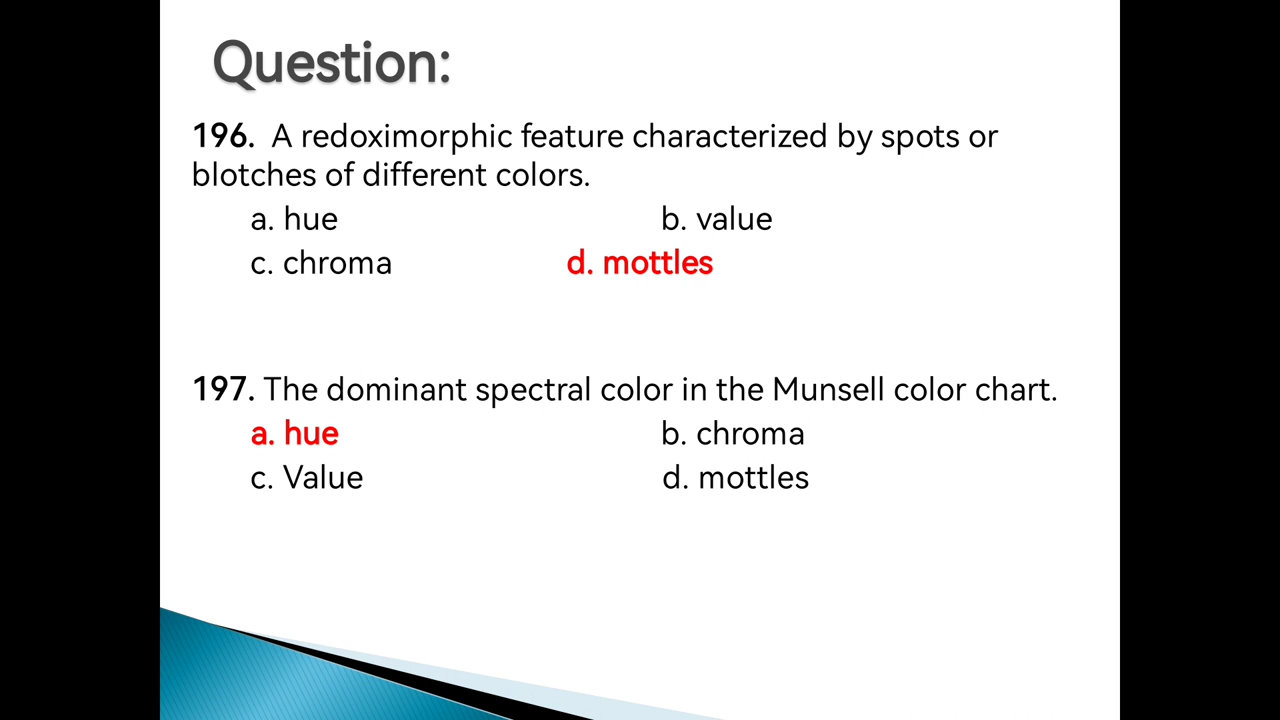 Question:
196. A redoximorphic feature characterized by spots or
blotches of different colors.
a. hue b. value
c. chroma d. mottles
197. The dominant spectral color in the Munsell color chart.
a. hue b. chroma
c. Value d. mottles